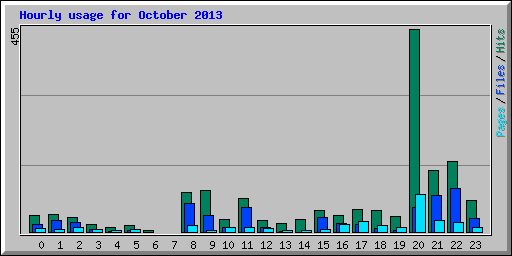 Hourly usage for October 2013
455
Pages/Files/Hits
0 1 2 3 4 5 6 7 8 9 10 11 12 13 14 15 16 17 18 19 20 21 22 23